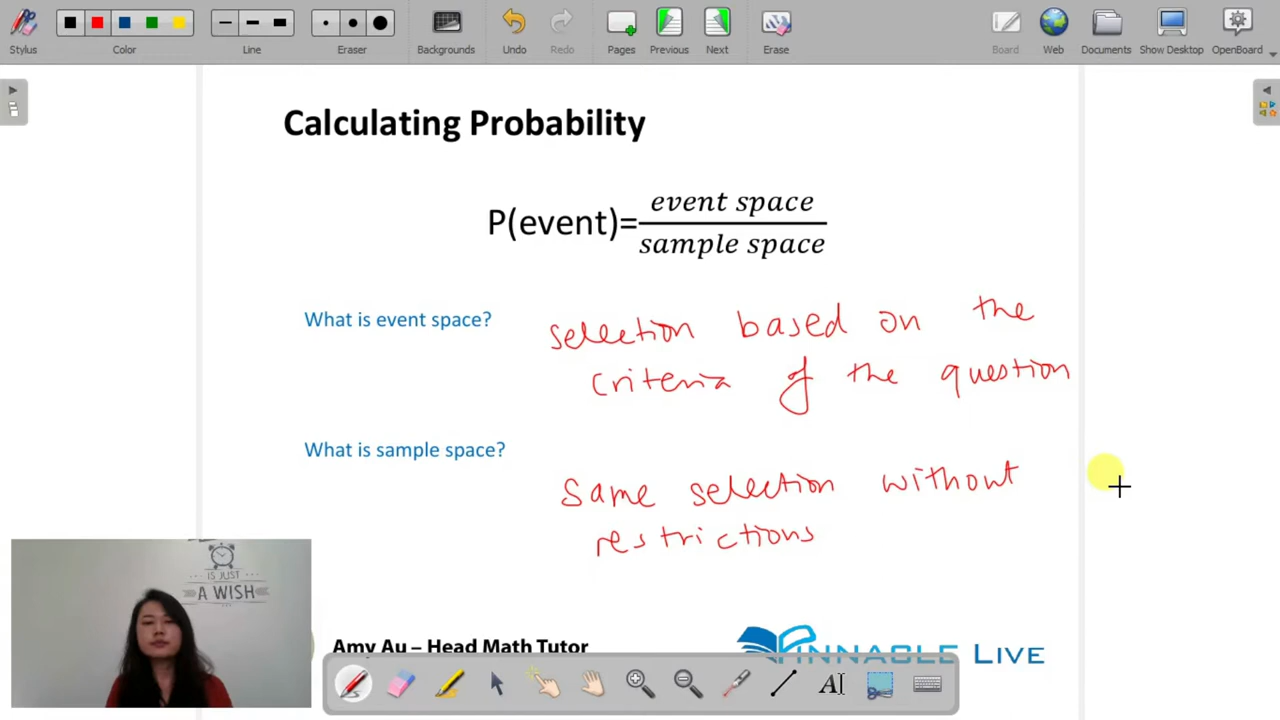 Stylus
Color
Line
Eraser
Backgrounds
Undo
Redo
Pages
Previous
Next
Erase
Board
Web
Documents
Show Desktop
OpenBoard
Calculating Probability
P(event)= event space
sample space
What is event space?
selection based on the
criteria of the question
What is sample space?
same selection without
restrictions
IS JUST
A WISH
Amy Au – Head Math Tutor
PINNACLE LIVE